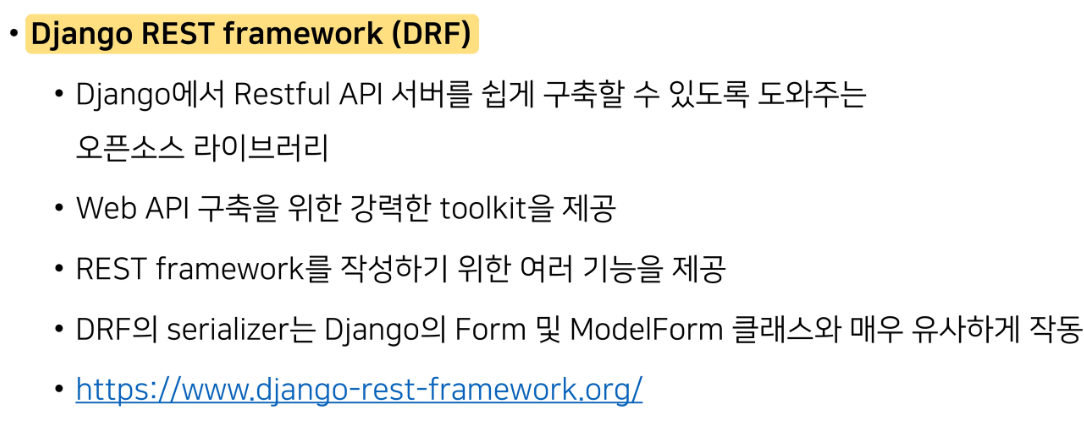 • Django REST framework (DRF)
• Django에서 Restful API 서버를 쉽게 구축할 수 있도록 도와주는
오픈소스 라이브러리
• Web API 구축을 위한 강력한 toolkit을 제공
• REST framework를 작성하기 위한 여러 기능을 제공
• DRF의 serializer는 Django의 Form 및 ModelForm 클래스와 매우 유사하게 작동
• https://www.django-rest-framework.org/